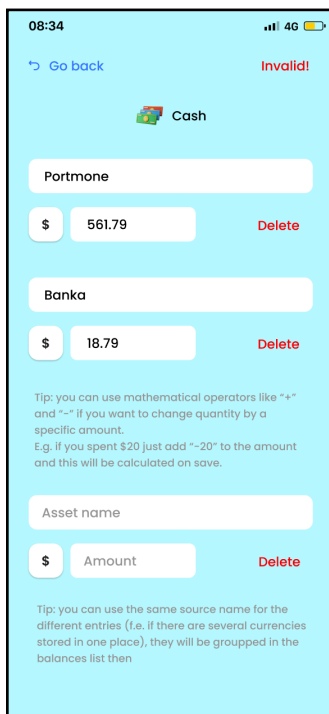 08:34
4G
Go back
Invalid!
Cash
Portmone
$
561.79
Delete
Banka
$
18.79
Delete
Tip: you can use mathematical operators like “+”
and “-” if you want to change quantity by a
specific amount.
E.g. if you spent $20 just add “-20” to the amount
and this will be calculated on save.
Asset name
$
Amount
Delete
Tip: you can use the same source name for the
different entries (f.e. if there are several currencies
stored in one place), they will be groupped in the
balances list then